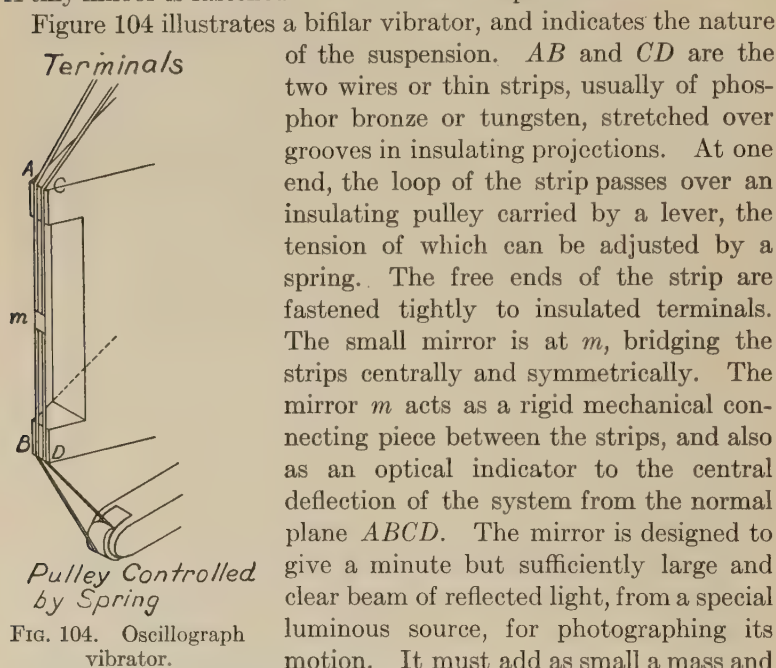 Figure 104 illustrates a bifilar vibrator, and indicates the nature
of the suspension. AB and CD are the
two wires or thin strips, usually of phos-
phor bronze or tungsten, stretched over
grooves in insulating projections. At one
end, the loop of the strip passes over an
insulating pulley carried by a lever, the
tension of which can be adjusted by a
spring. The free ends of the strip are
fastened tightly to insulated terminals.
The small mirror is at m, bridging the
strips centrally and symmetrically. The
mirror m acts as a rigid mechanical con-
necting piece between the strips, and also
as an optical indicator to the central
deflection of the system from the normal
plane ABCD. The mirror is designed to
give a minute but sufficiently large and
clear beam of reflected light, from a special
luminous source, for photographing its
motion. It must add as small a mass and
Terminals
A
C
m
B
D
Pulley Controlled
by Spring
FIG. 104. Oscillograph
vibrator.